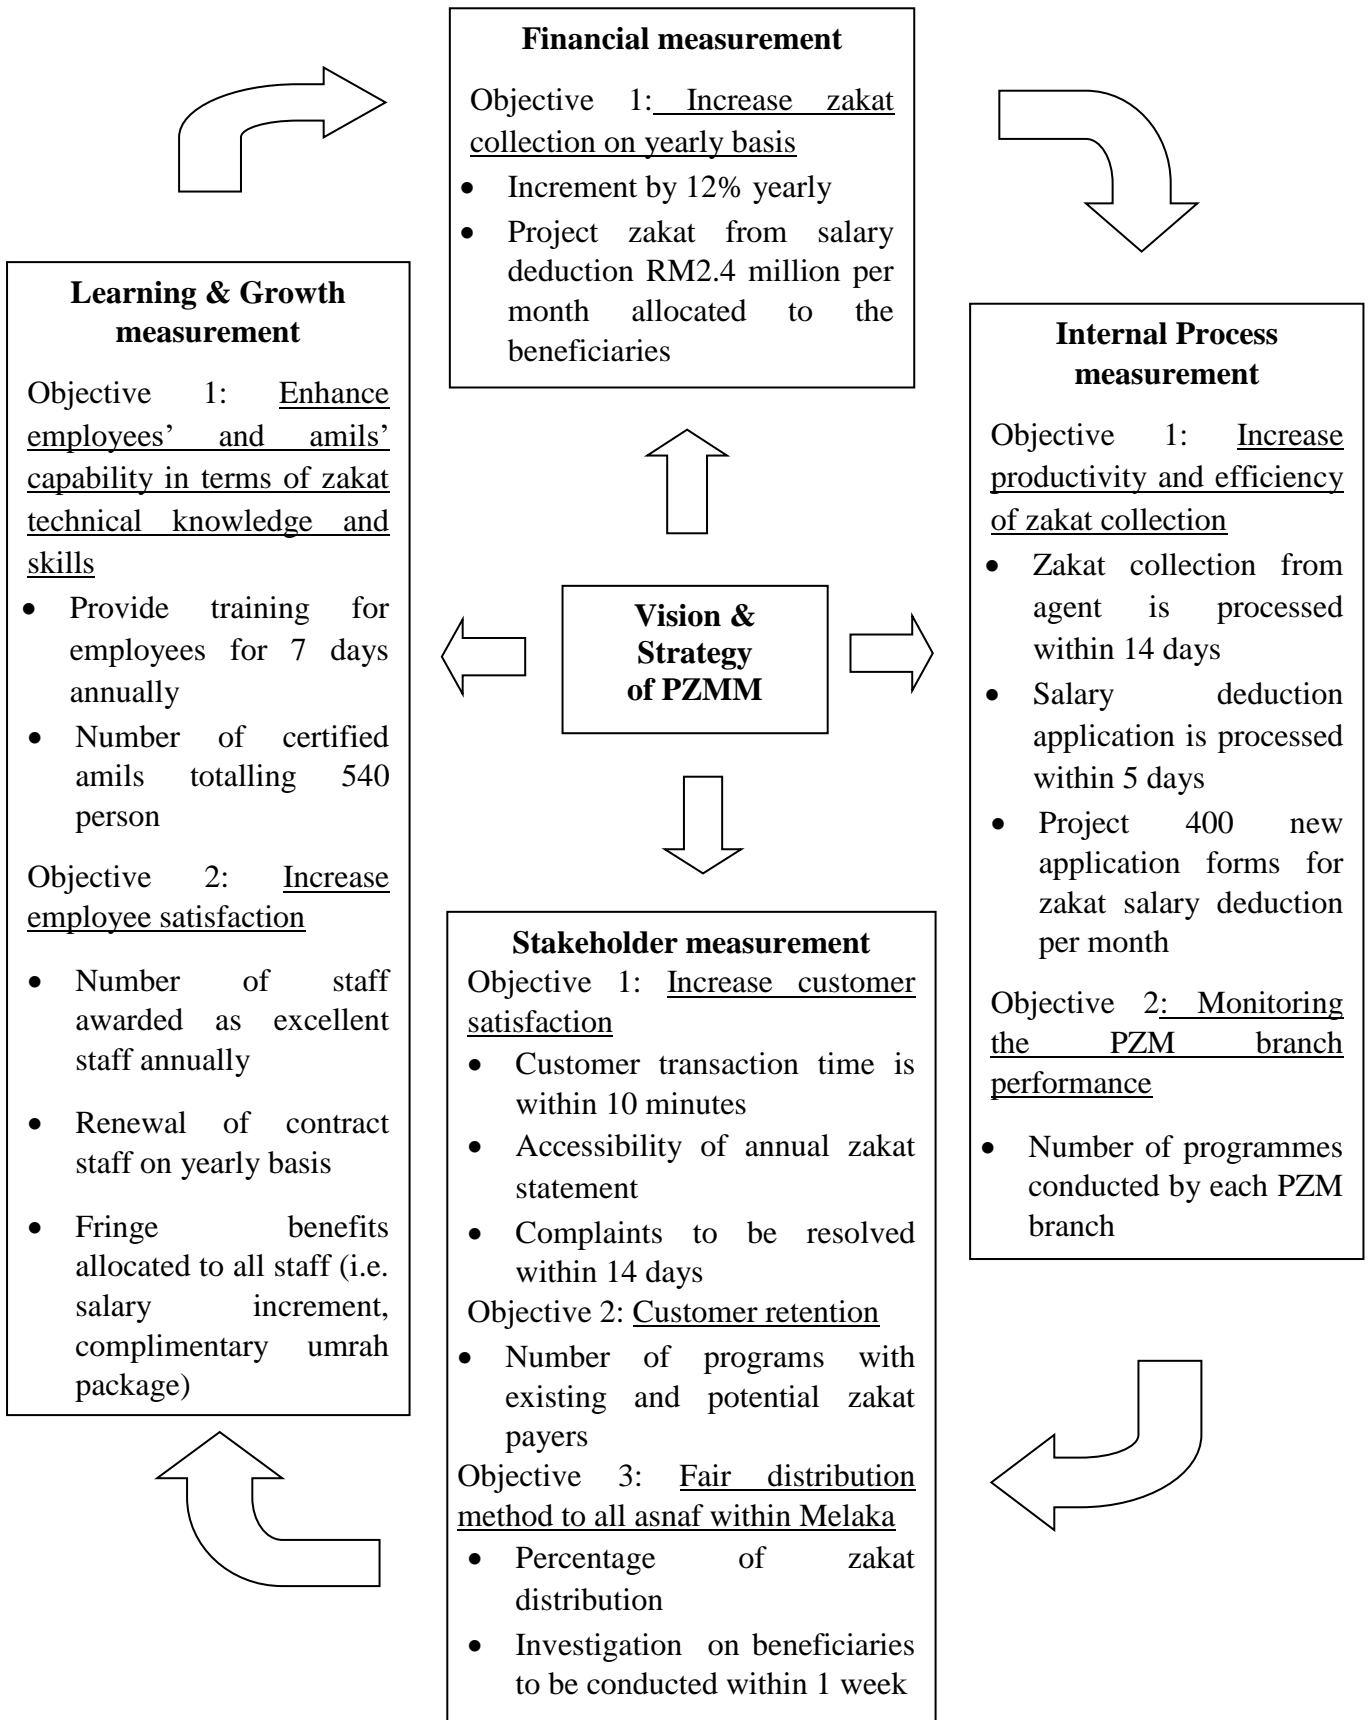 Financial measurement
Objective 1: Increase zakat
collection on yearly basis
• Increment by 12% yearly
• Project zakat from salary
deduction RM2.4 million per
month allocated to the
beneficiaries
Learning & Growth
measurement
Objective 1: Enhance
employees’ and amils’
capability in terms of zakat
technical knowledge and
skills
• Provide training for
employees for 7 days
annually
• Number of certified
amils totalling 540
person
Objective 2: Increase
employee satisfaction
• Number of staff
awarded as excellent
staff annually
• Renewal of contract
staff on yearly basis
• Fringe benefits
allocated to all staff (i.e.
salary increment,
complimentary umrah
package)
Vision &
Strategy
of PZMM
Internal Process
measurement
Objective 1: Increase
productivity and efficiency
of zakat collection
• Zakat collection from
agent is processed
within 14 days
• Salary deduction
application is processed
within 5 days
• Project 400 new
application forms for
zakat salary deduction
per month
Objective 2: Monitoring
the PZM branch
performance
• Number of programmes
conducted by each PZM
branch
Stakeholder measurement
Objective 1: Increase customer
satisfaction
• Customer transaction time is
within 10 minutes
• Accessibility of annual zakat
statement
• Complaints to be resolved
within 14 days
Objective 2: Customer retention
• Number of programs with
existing and potential zakat
payers
Objective 3: Fair distribution
method to all asnaf within Melaka
• Percentage of zakat
distribution
• Investigation on beneficiaries
to be conducted within 1 week